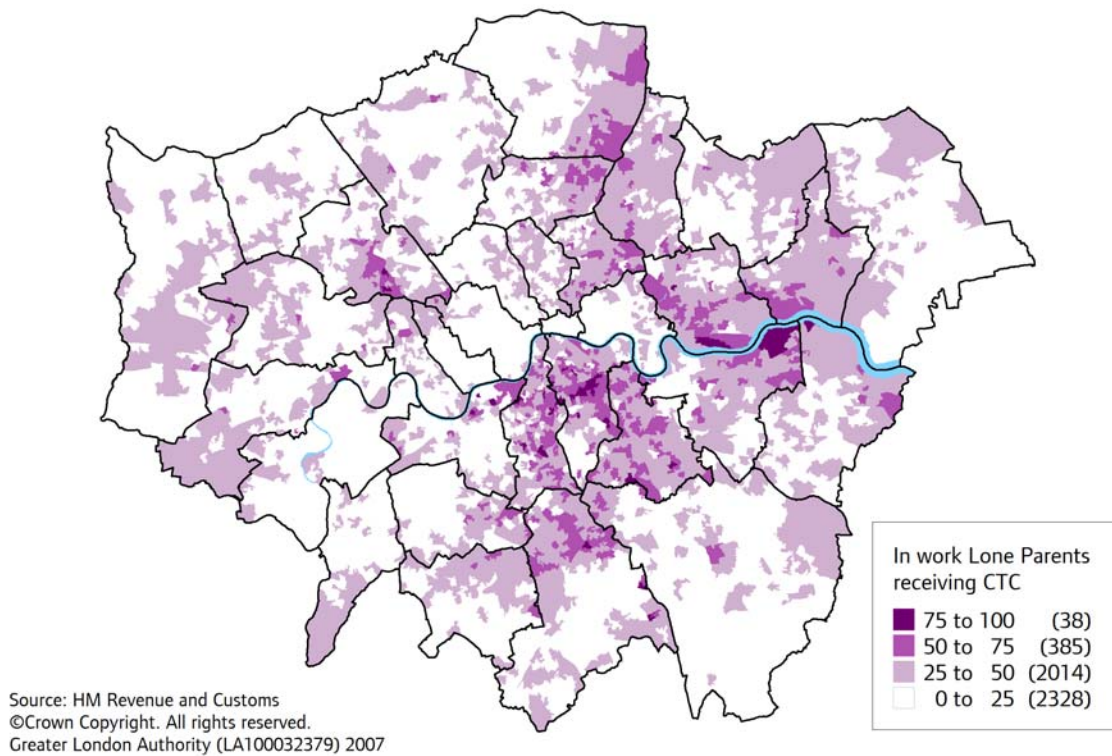 In work Lone Parents
receiving CTC
75 to 100 (38)
50 to 75 (385)
25 to 50 (2014)
0 to 25 (2328)
Source: HM Revenue and Customs
©Crown Copyright. All rights reserved.
Greater London Authority (LA100032379) 2007